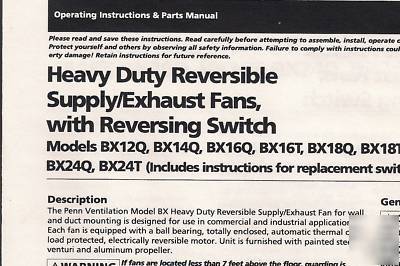 Operating Instructions & Parts Manual
Please read and save these instructions. Read carefully before attempting to assemble, install, operate
Protect yourself and others by observing all safety information. Failure to comply with instructions
erty damage! Retain instructions for future reference.
Heavy Duty Reversible
Supply/Exhaust Fans,
with Reversing Switch
Models BX12Q, BX14Q, BX16Q, BX16T, BX18Q, BX18T
BX24Q, BX24T (Includes instructions for replacement
Description
Gen
The Penn Ventilation Model BX Heavy Duty Reversible Supply/Exhaust Fan for wall
and duct mounting is designed for use in commercial and industrial
Each fan is equipped with a ball bearing, totally enclosed, automatic thermal
load protected, electrically reversible motor. Unit is furnished with painted
venturi and aluminum propeller.
WARNING If fans are located less than 7 feet above the floor, guarding is